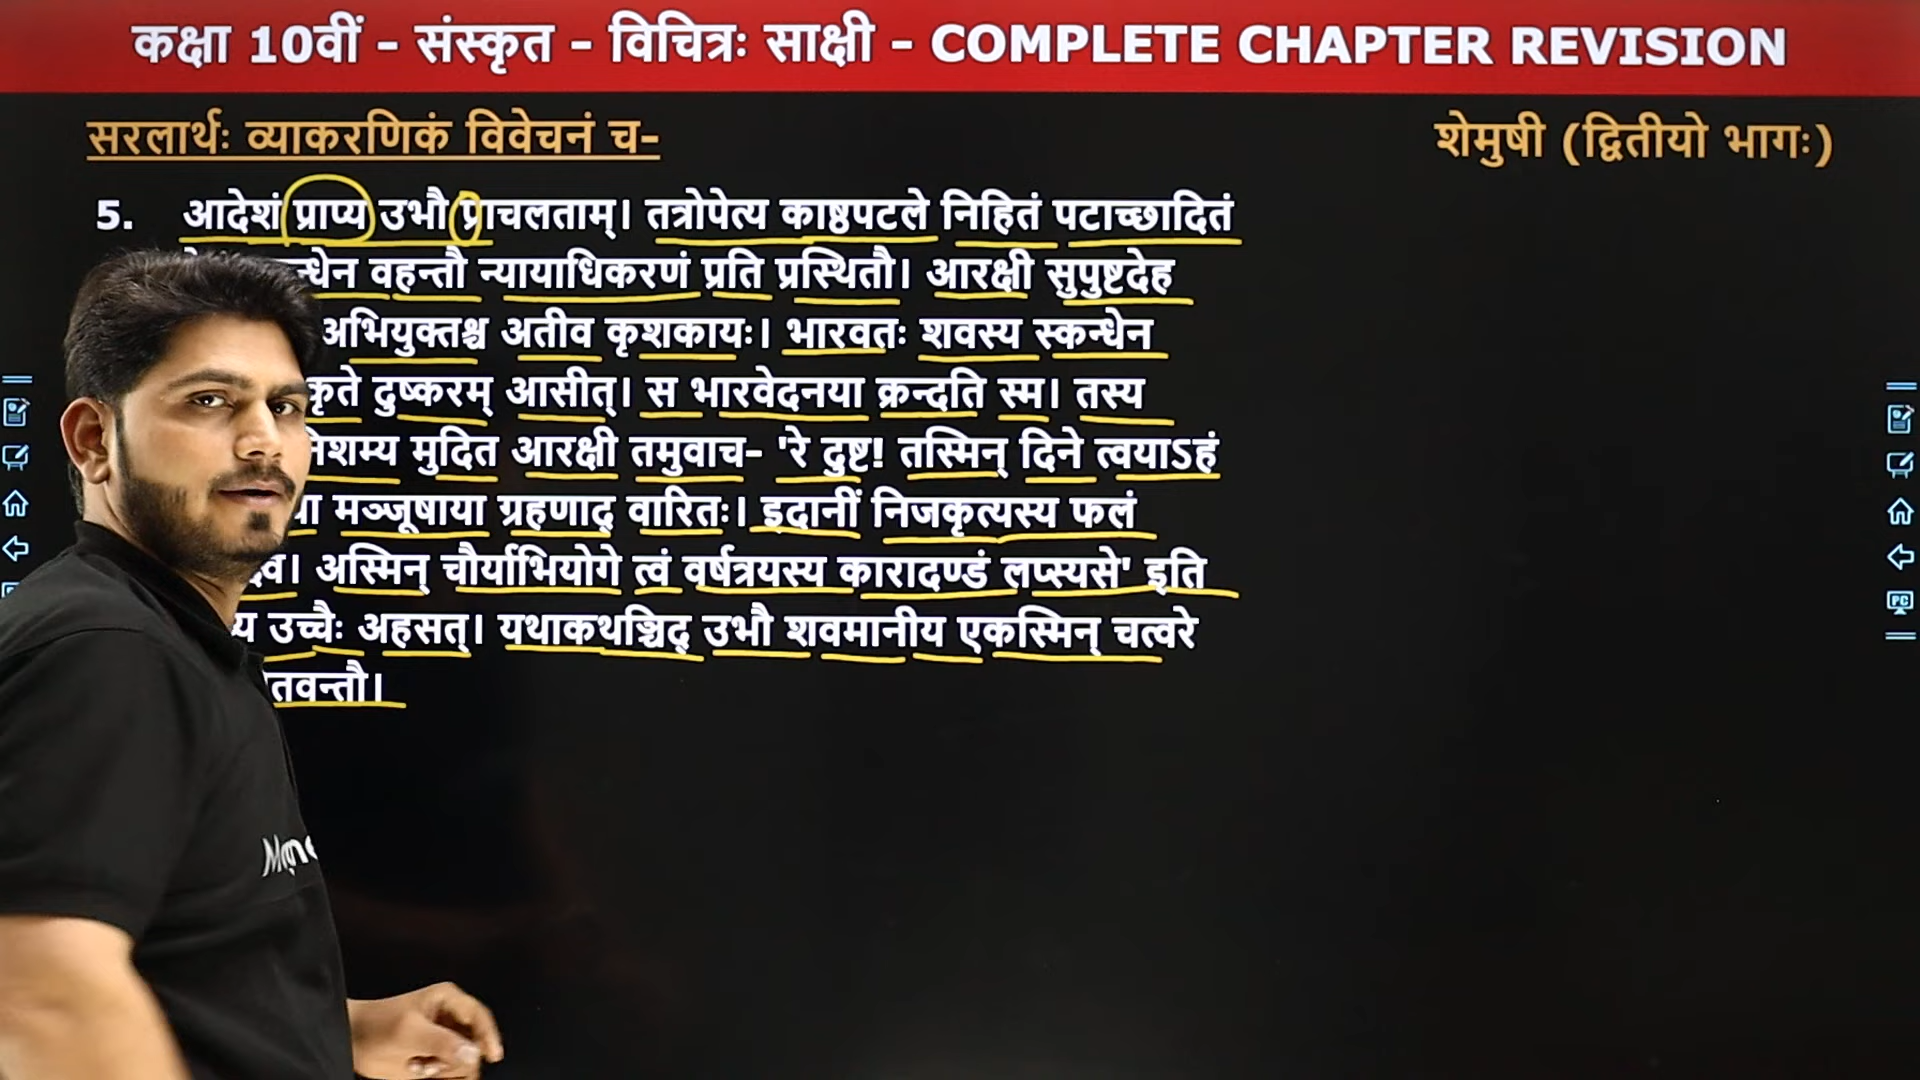 कक्षा 10वीं - संस्कृत - विचित्रः साक्षी - COMPLETE CHAPTER REVISION
सरलार्थः व्याकरणिकं विवेचनं च-
शेमुषी (द्वितीयो भागः)
5. आदेशं प्राप्य उभौ प्राचलताम्। तत्रोपेत्य काष्ठपटले निहितं पटाच्छादितं
वहन्तौ न्यायाधिकरणं प्रति प्रस्थितौ। आरक्षी सुपुष्टदेह
अभियुक्तश्च अतीव कृशकायः। भारवतः शवस्य स्कन्धेन
कृते दुष्करम् आसीत्। स भारवेदनया क्रन्दति स्म। तस्य
मुदित आरक्षी तमुवाच- 'रे दुष्ट! तस्मिन् दिने त्वयाऽहं
मञ्जूषाया ग्रहणाद् वारितः। इदानीं निजकृत्यस्य फलं
अस्मिन् चौर्याभियोगे त्वं वर्षत्रयस्य कारादण्डं लप्स्यसे' इति
उच्चैः अहसत्। यथाकथञ्चिद् उभौ शवमानीय एकस्मिन् चत्वरे
PC